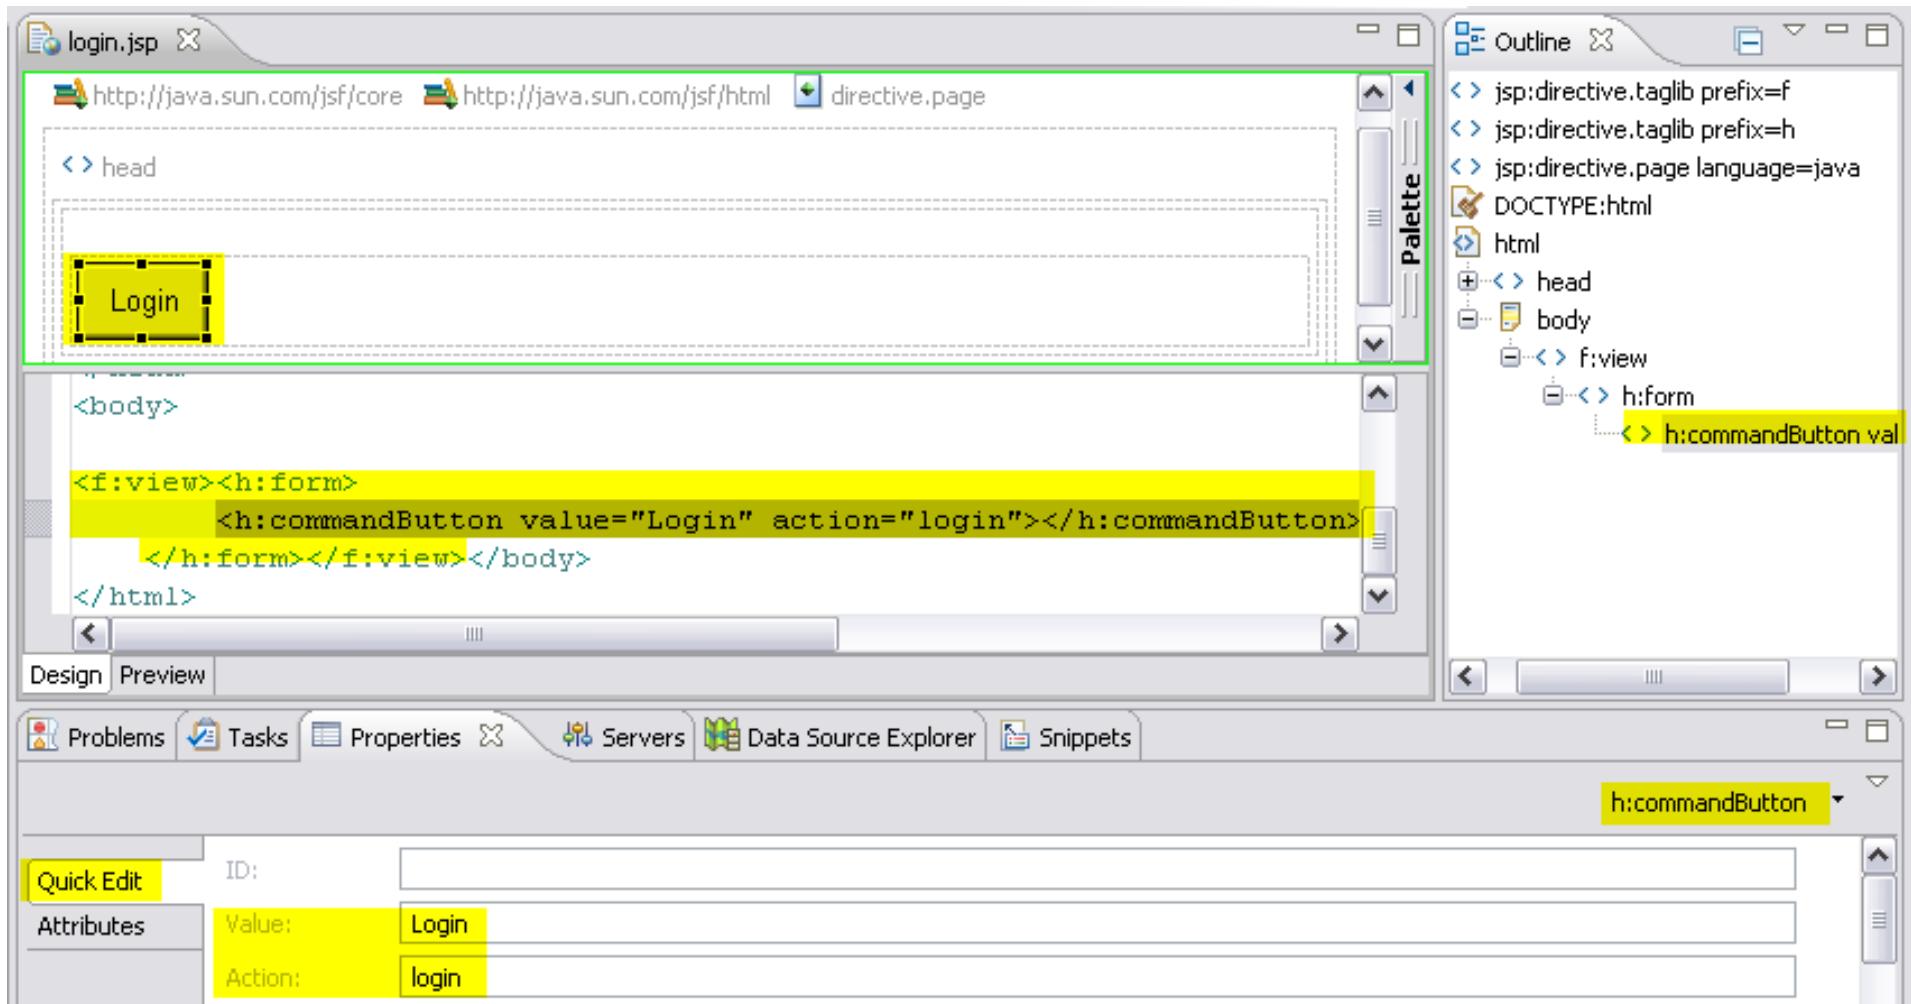 login.jsp
http://java.sun.com/jsf/core http://java.sun.com/jsf/html directive.page
< > head
Login
Palette
<body>
<f:view><h:form>
<h:commandButton value="Login" action="login"></h:commandButton>
</h:form></f:view></body>
</html>
Design Preview
Outline
< > jsp:directive.taglib prefix=f
< > jsp:directive.taglib prefix=h
< > jsp:directive.page language=java
DOCTYPE:html
html
< > head
body
< > f:view
< > h:form
< > h:commandButton val
Problems Tasks Properties Servers Data Source Explorer Snippets
h:commandButton
Quick Edit
Attributes
ID:
Value: Login
Action: login